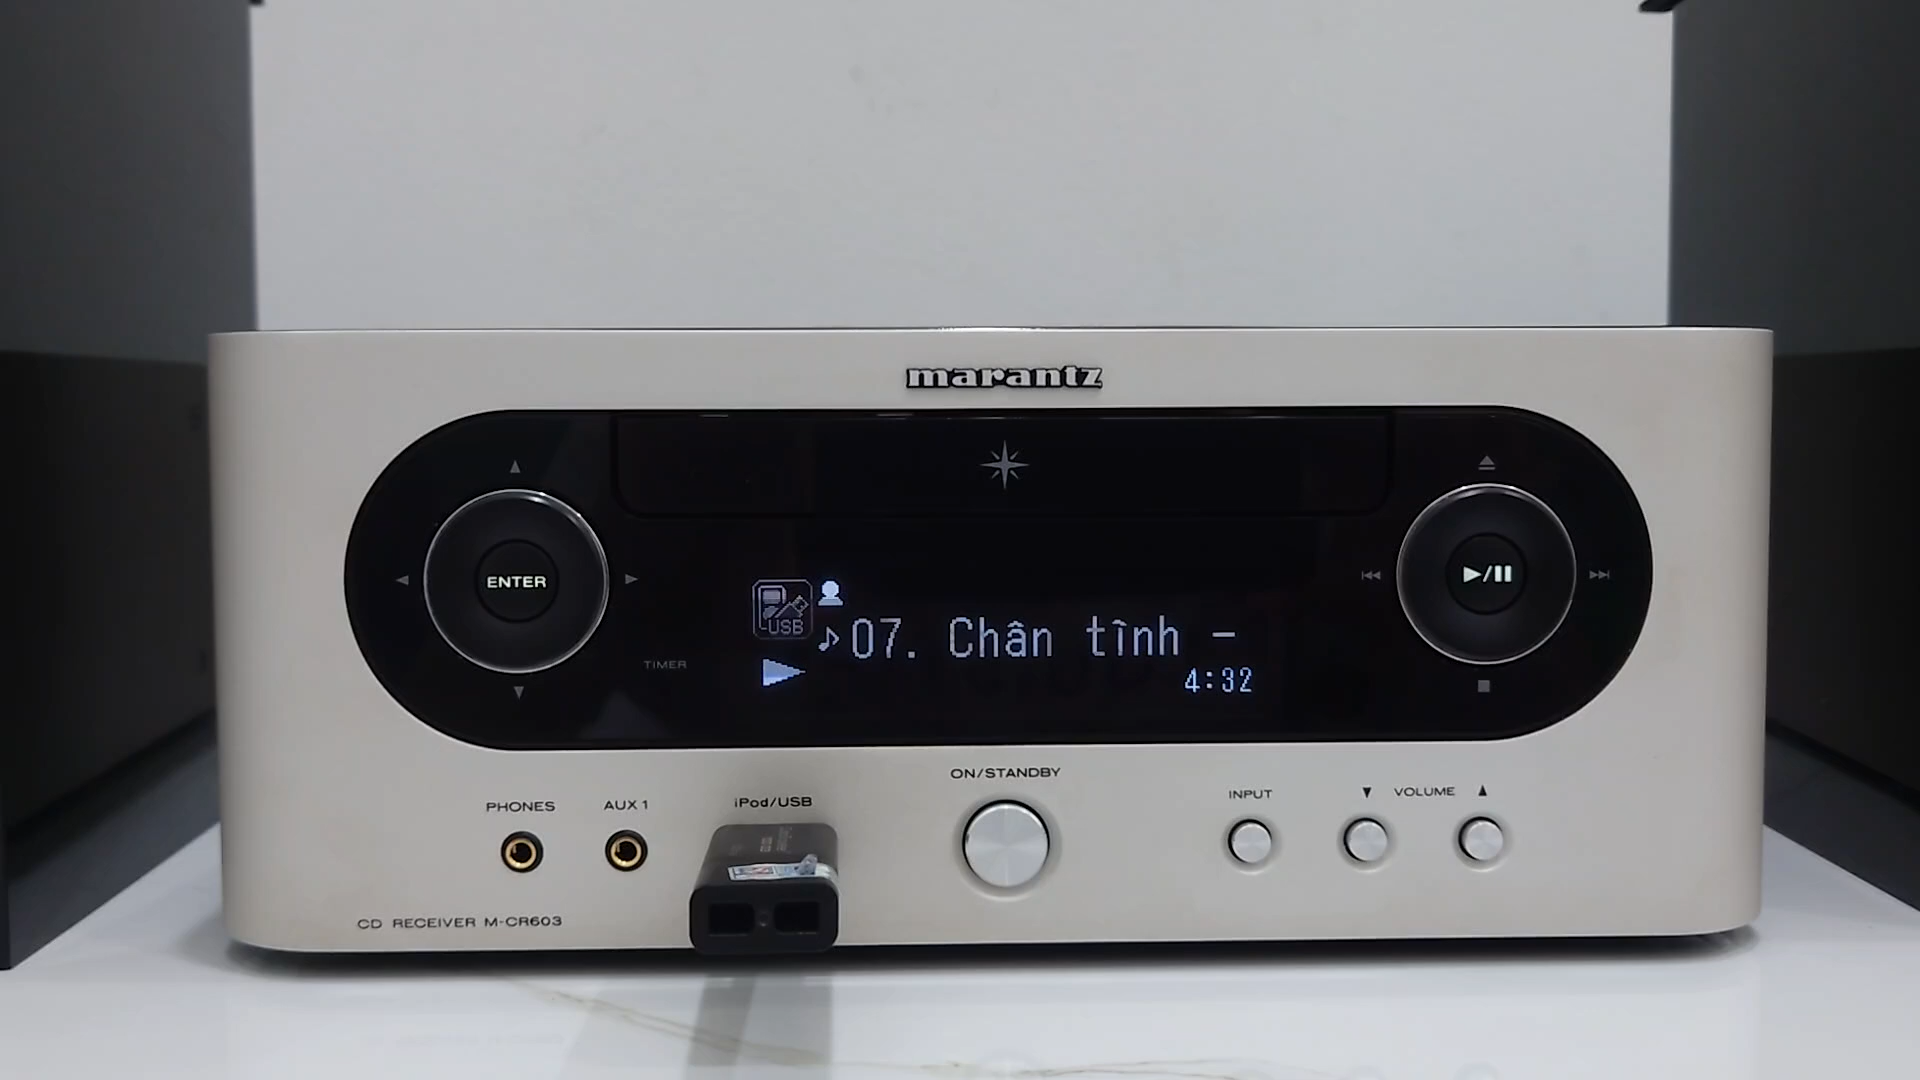 marantz
ENTER
▶/II
USB
07. Chân tình -
TIMER
4:32
ON/STANDBY
PHONES
AUX 1
iPod/USB
INPUT
▼ VOLUME ▲
CD RECEIVER M-CR603